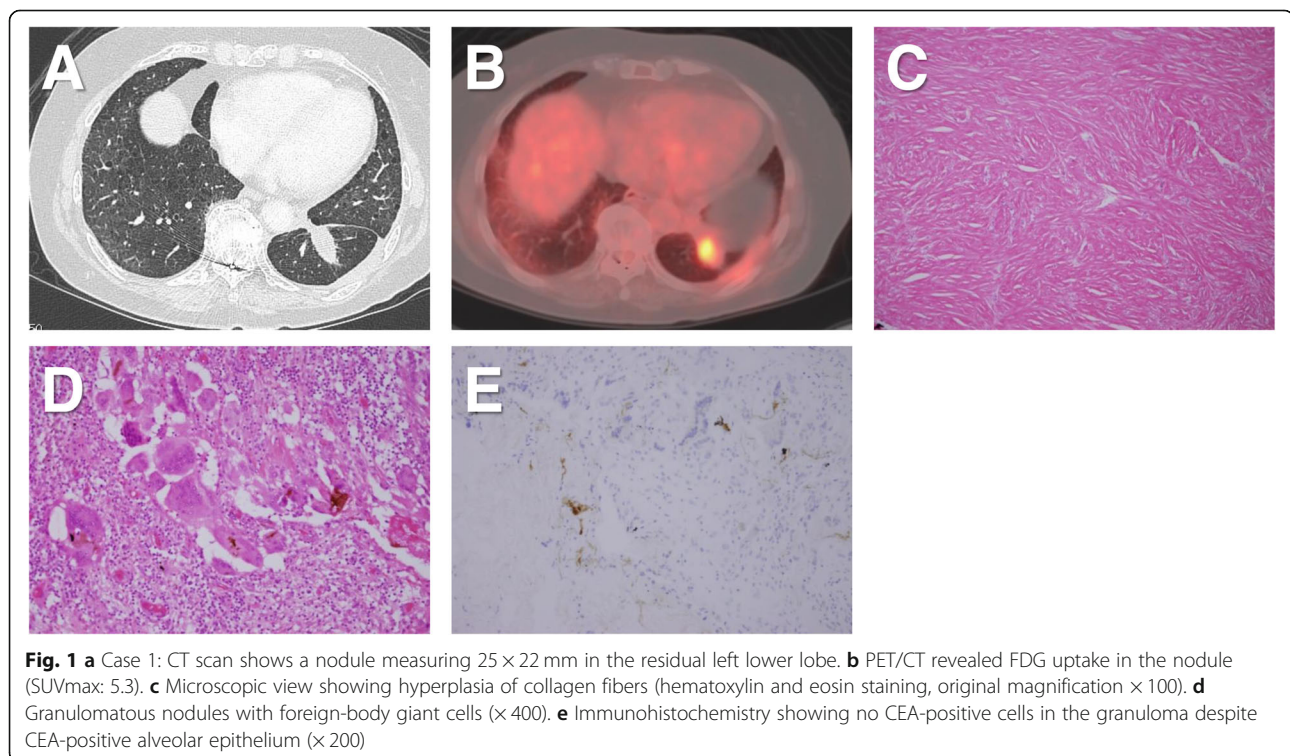 A
B
C
50
D
E
Fig. 1 a Case 1: CT scan shows a nodule measuring 25 × 22 mm in the residual left lower lobe. b PET/CT revealed FDG uptake in the nodule
(SUVmax: 5.3). c Microscopic view showing hyperplasia of collagen fibers (hematoxylin and eosin staining, original magnification × 100). d
Granulomatous nodules with foreign-body giant cells (× 400). e Immunohistochemistry showing no CEA-positive cells in the granuloma despite
CEA-positive alveolar epithelium (× 200)